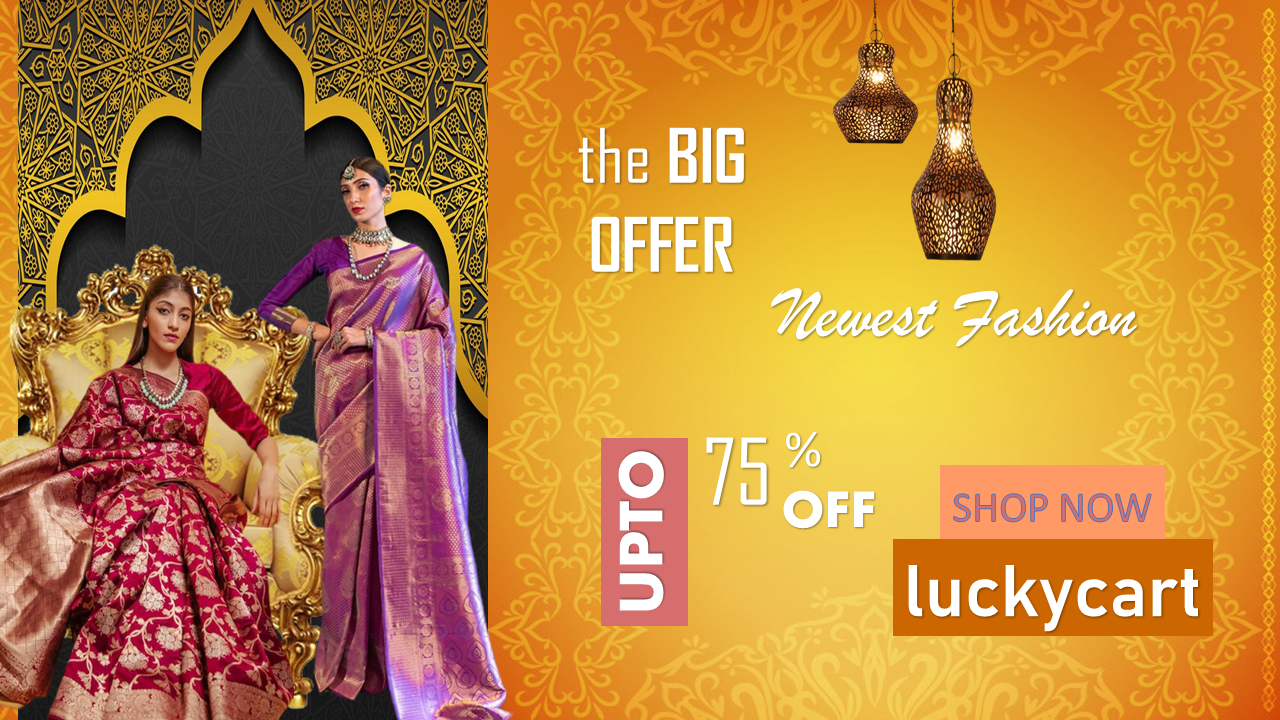 the BIG
OFFER
Newest Fashion
UPTO
75 %
OFF
SHOP NOW
luckycart